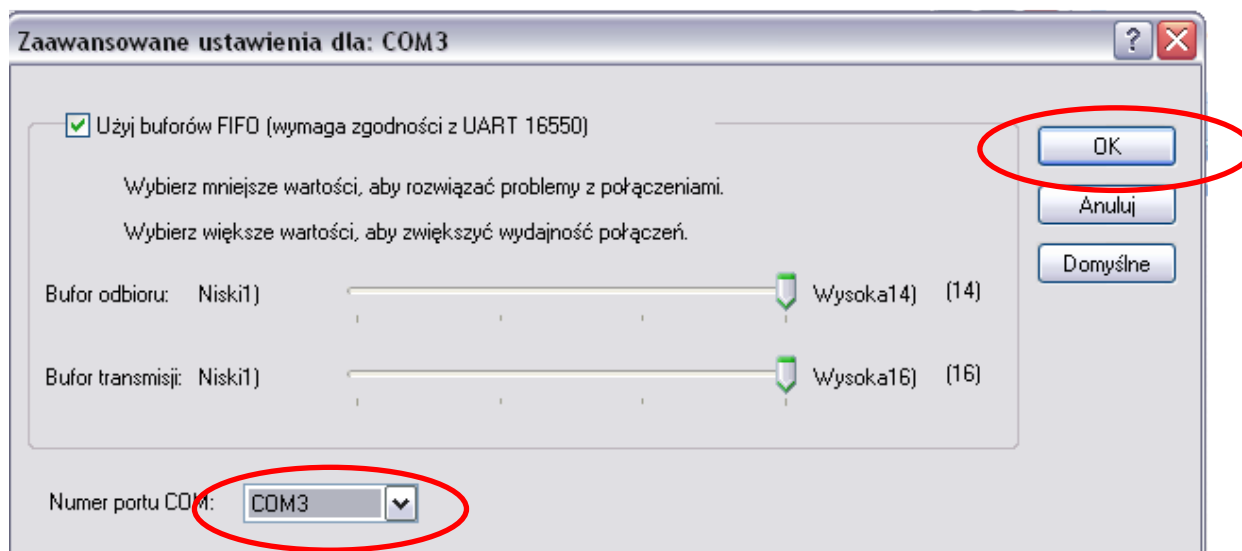 Zaawansowane ustawienia dla: COM3
Użyj buforów FIFO (wymaga zgodności z UART 16550)
OK
Wybierz mniejsze wartości, aby rozwiązać problemy z połączeniami.
Anuluj
Wybierz większe wartości, aby zwiększyć wydajność połączeń.
Domyślne
Bufor odbioru: Niski1) Wysoka14) (14)
Bufor transmisji: Niski1) Wysoka16) (16)
Numer portu COM: COM3